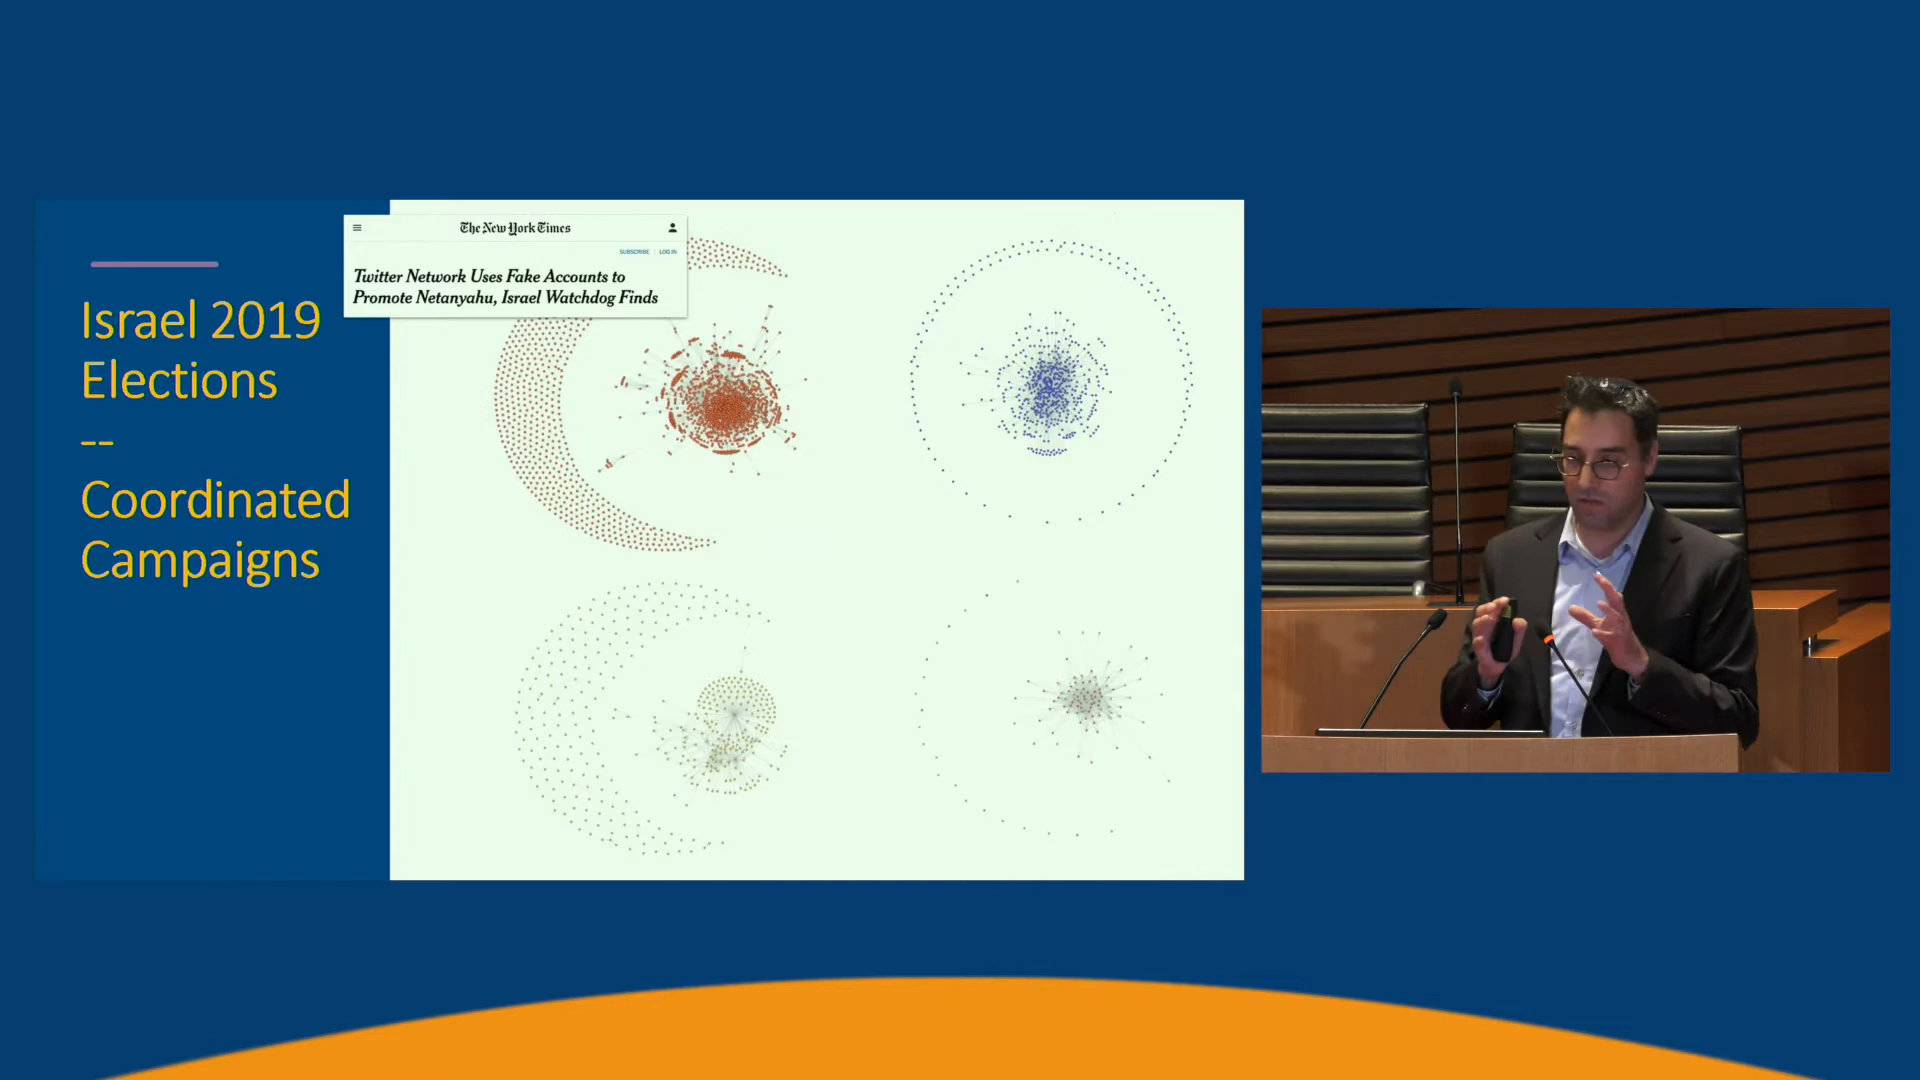 Israel 2019
Elections
--
Coordinated
Campaigns
The New York Times
SUBSCRIBE | LOG IN
Twitter Network Uses Fake Accounts to
Promote Netanyahu, Israel Watchdog Finds